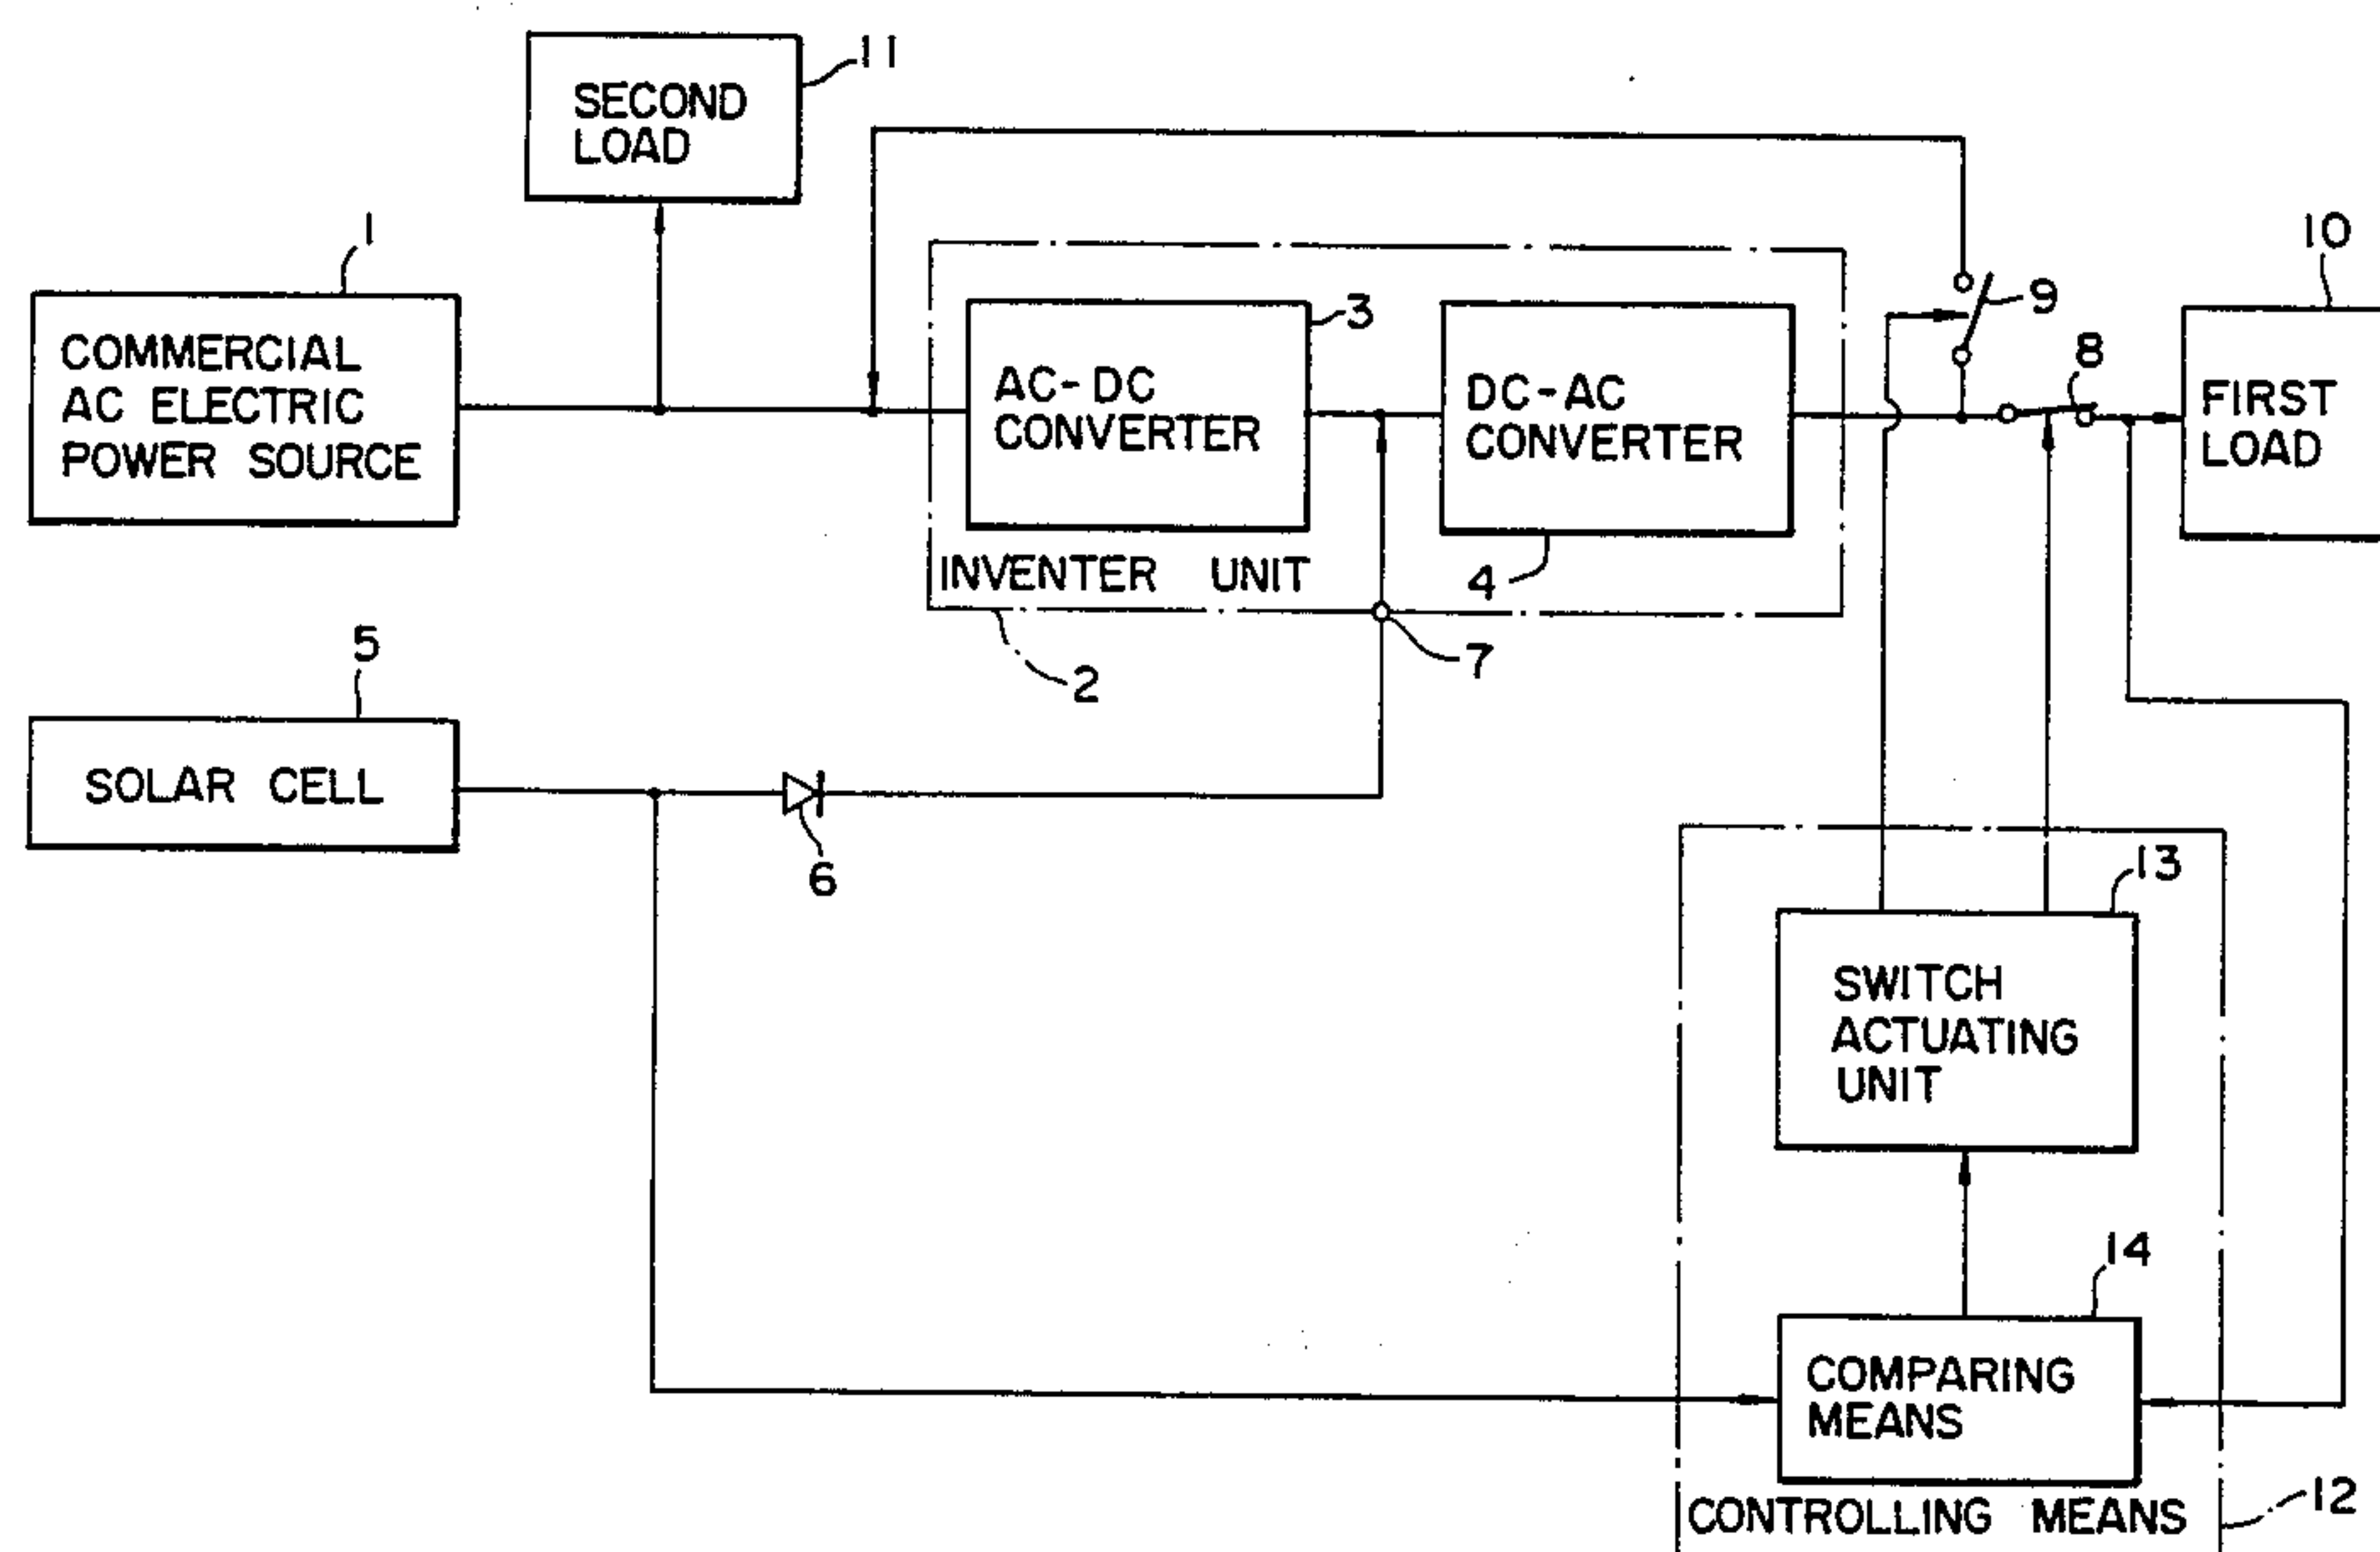 11
SECOND
LOAD
1
COMMERCIAL
AC ELECTRIC
POWER SOURCE
3
AC-DC
CONVERTER
DC-AC
CONVERTER
4
INVENTER UNIT
2
7
9
8
10
FIRST
LOAD
5
SOLAR CELL
6
13
SWITCH
ACTUATING
UNIT
14
COMPARING
MEANS
CONTROLLING MEANS
12